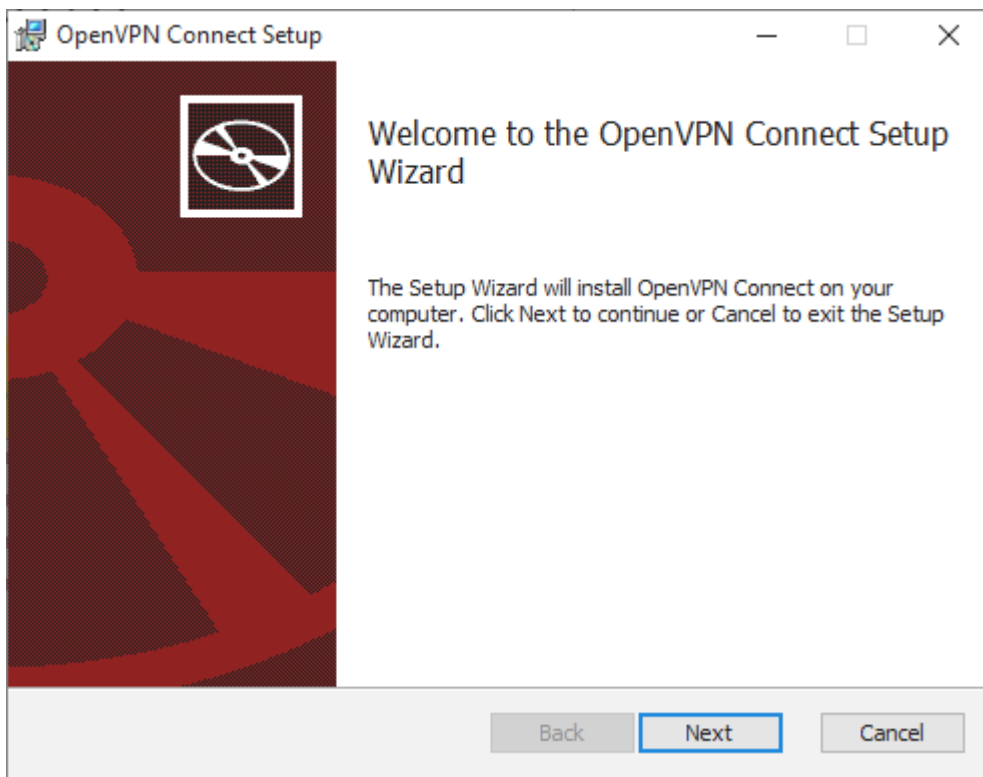 OpenVPN Connect Setup
Welcome to the OpenVPN Connect Setup
Wizard
The Setup Wizard will install OpenVPN Connect on your
computer. Click Next to continue or Cancel to exit the Setup
Wizard.
Back Next Cancel